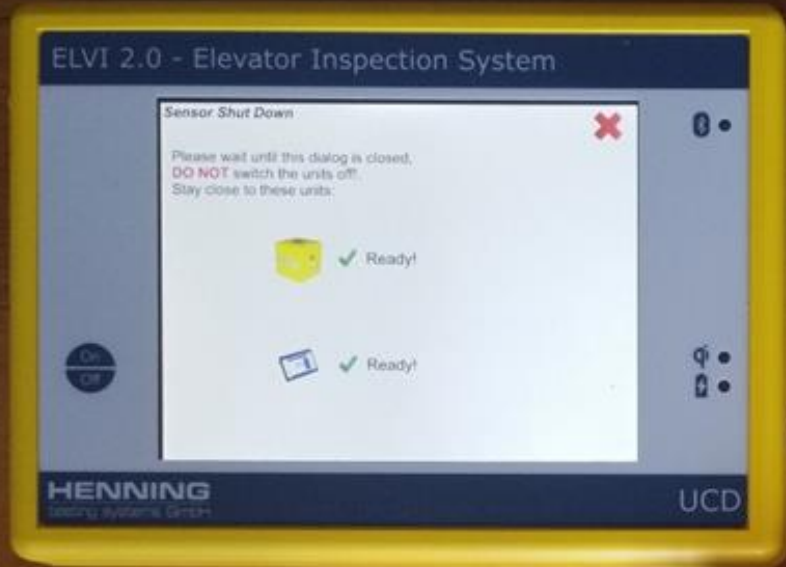 ELVI 2.0 - Elevator Inspection System
Sensor Shut Down
Please wait until this dialog is closed,
DO NOT switch the units off!
Stay close to these units:
Ready!
Ready!
On
Off
HENNING
testing systems GmbH
UCD